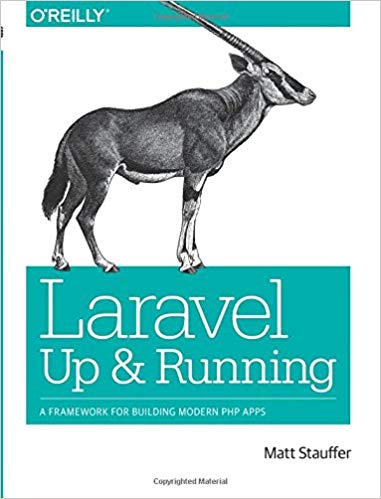 O'REILLY®
Laravel
Up & Running
A FRAMEWORK FOR BUILDING MODERN PHP APPS
Matt Stauffer
Copyrighted Material